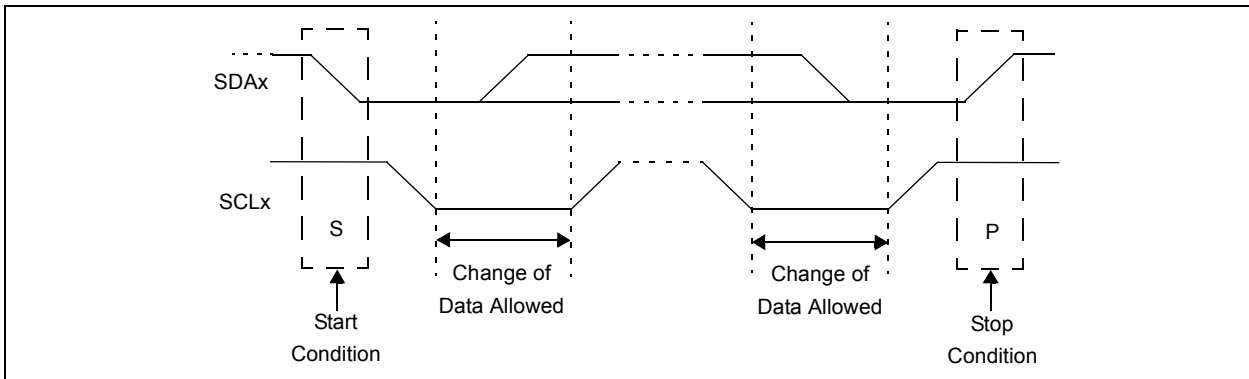 SDAx
SCLx
S
P
Change of
Data Allowed
Change of
Data Allowed
Start
Condition
Stop
Condition